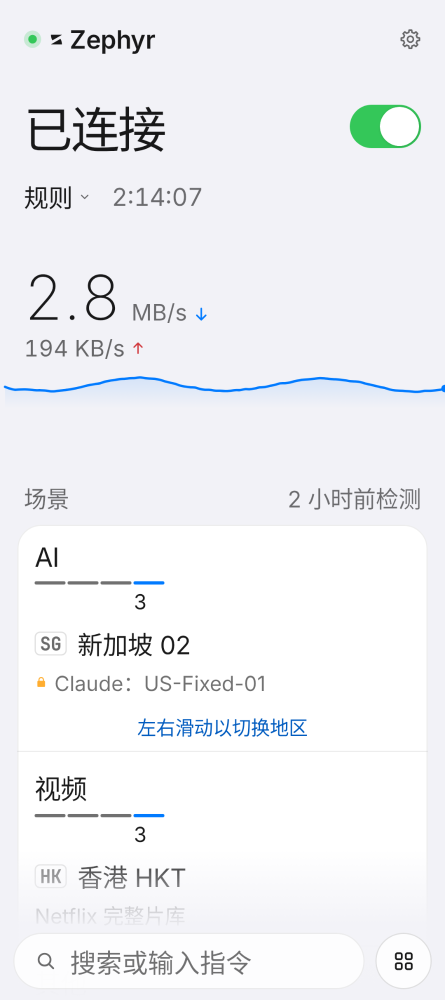 Zephyr
已连接
规则 2:14:07
2.8 MB/s ↓
194 KB/s ↑
场景 2 小时前检测
AI
3
SG 新加坡 02
Claude：US-Fixed-01
左右滑动以切换地区
视频
3
HK 香港 HKT
Netflix 完整片库
搜索或输入指令